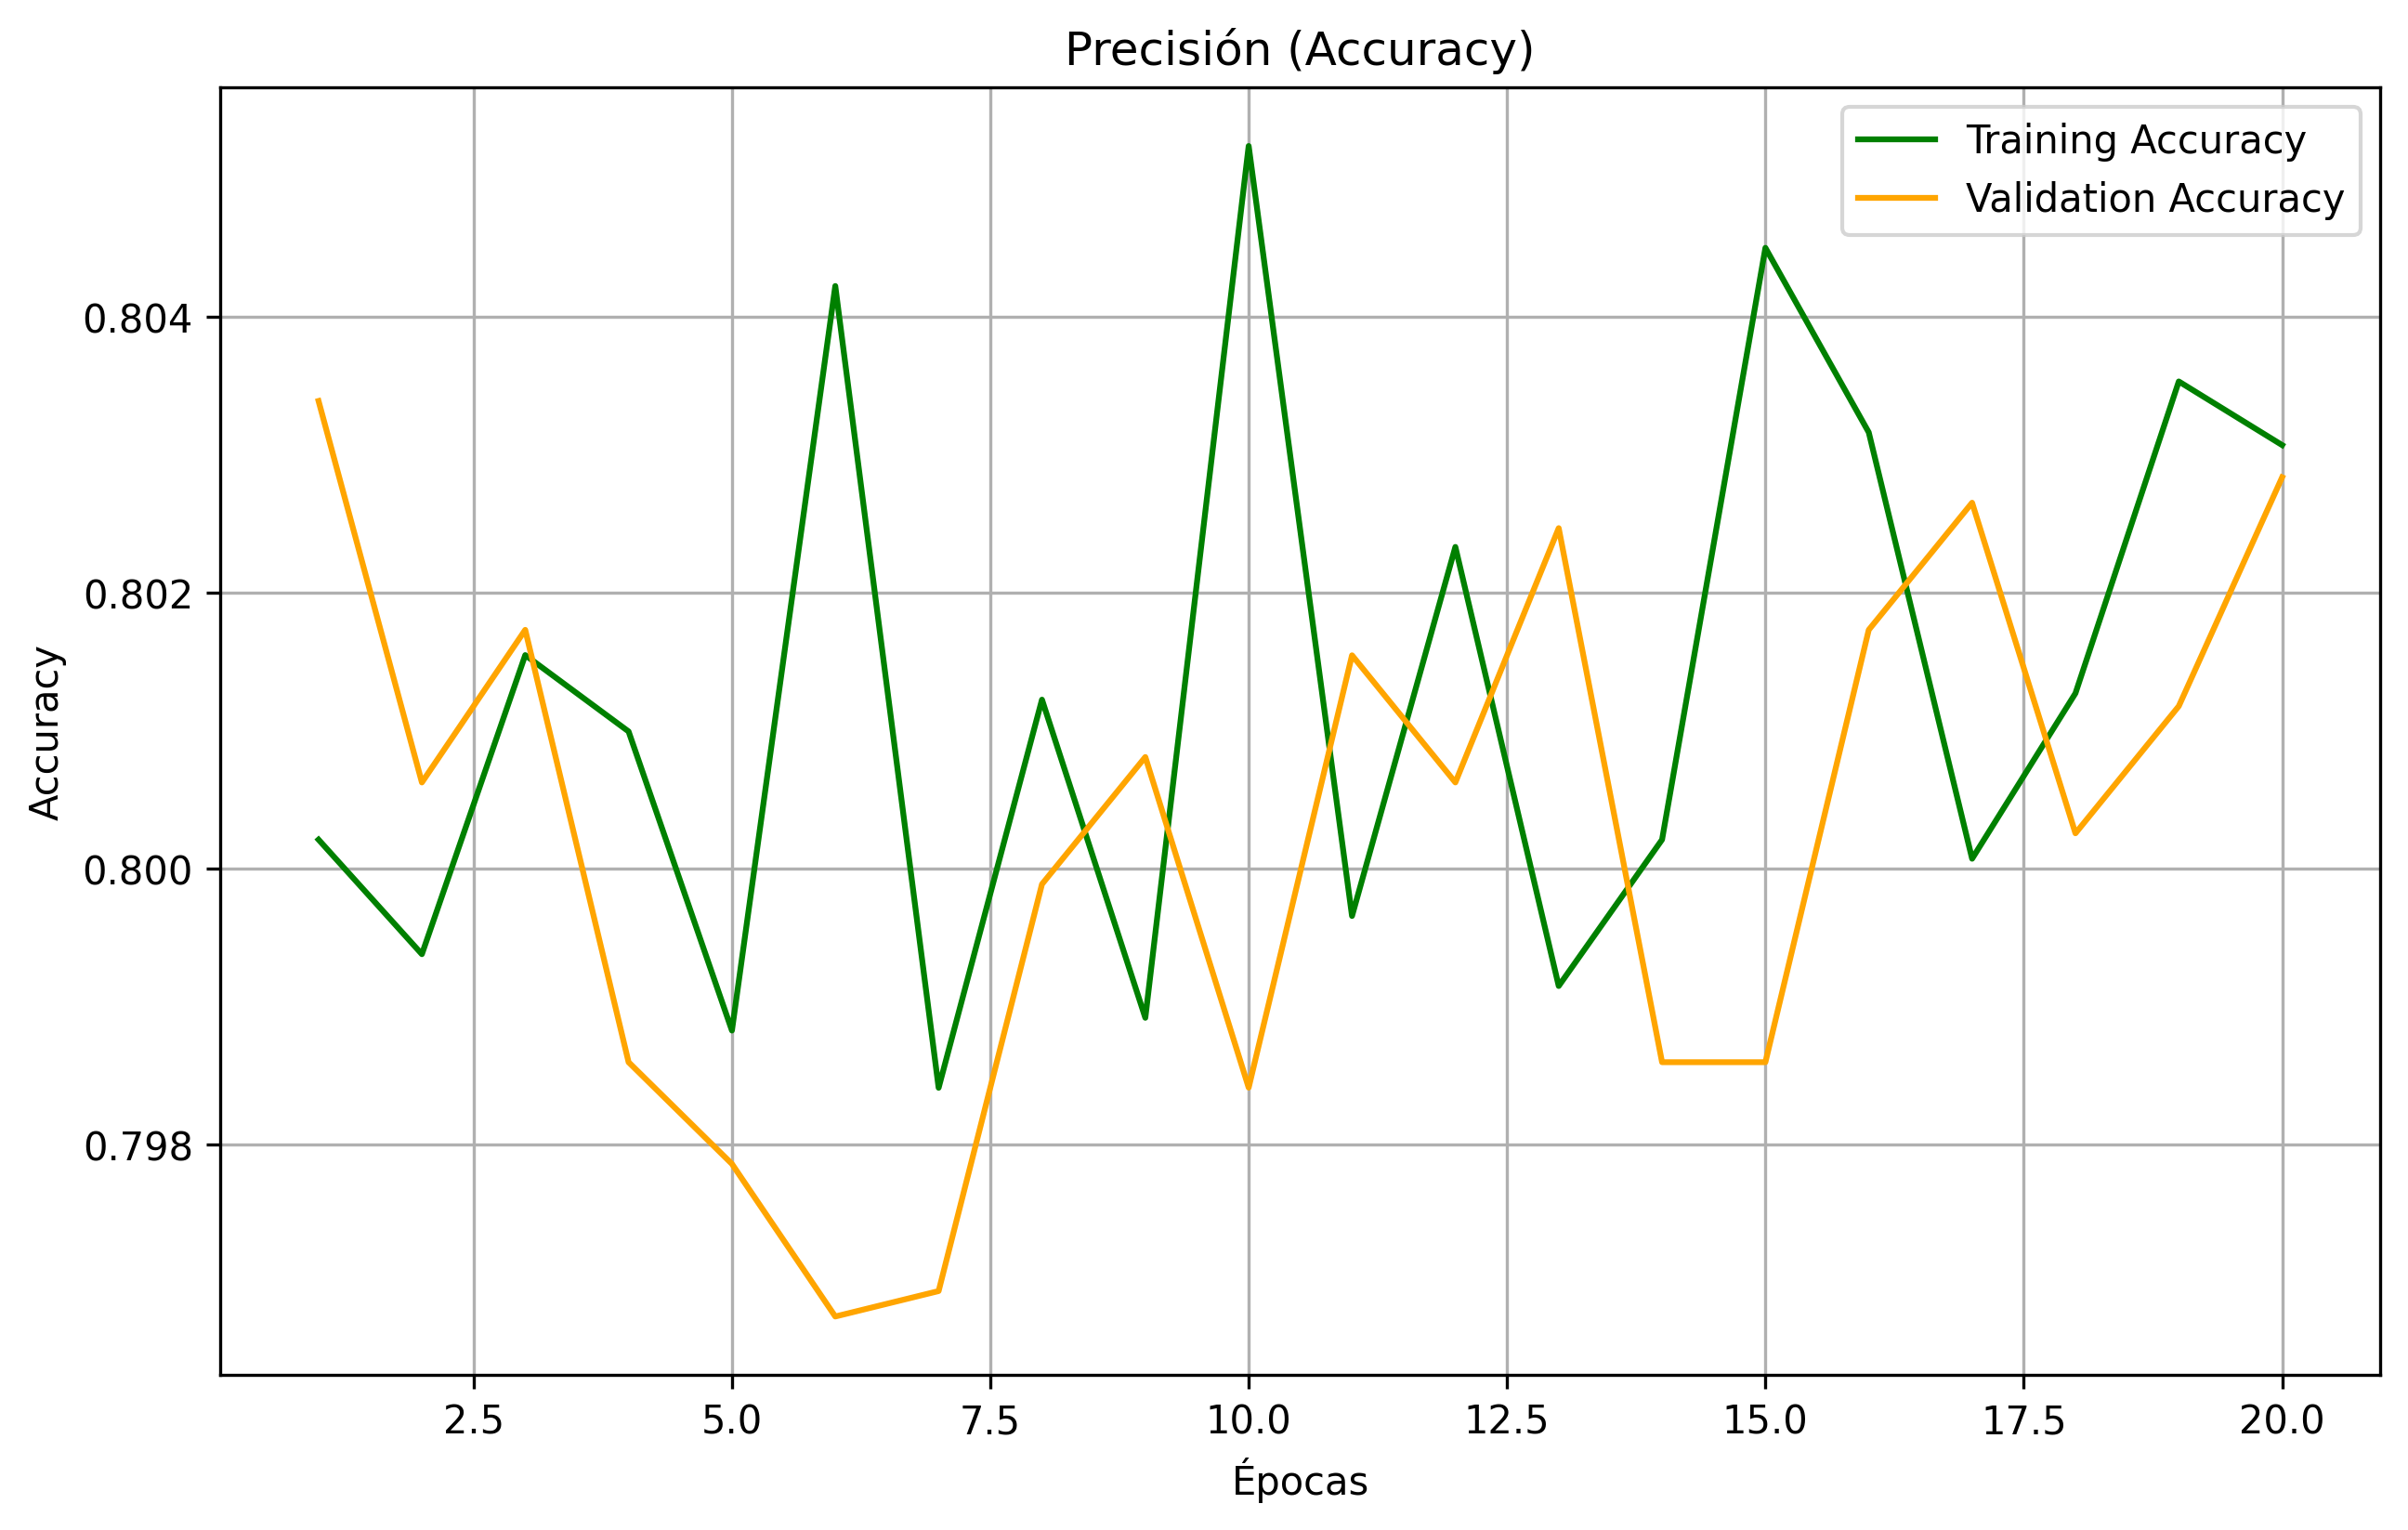 Precisión (Accuracy)
Training Accuracy
Validation Accuracy
0.804
0.802
0.800
0.798
Accuracy
2.5 5.0 7.5 10.0 12.5 15.0 17.5 20.0
Épocas